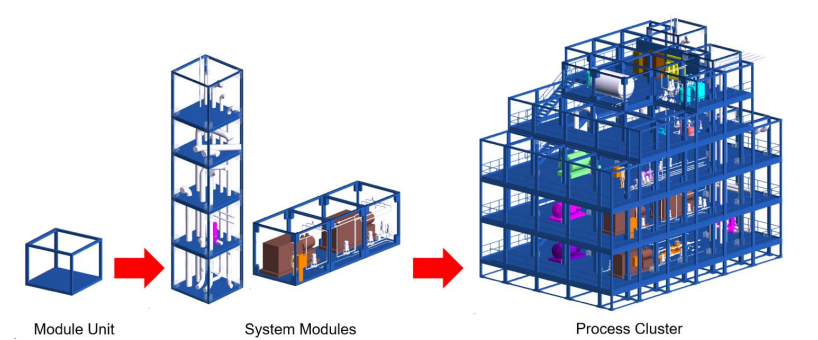 Module Unit
System Modules
Process Cluster